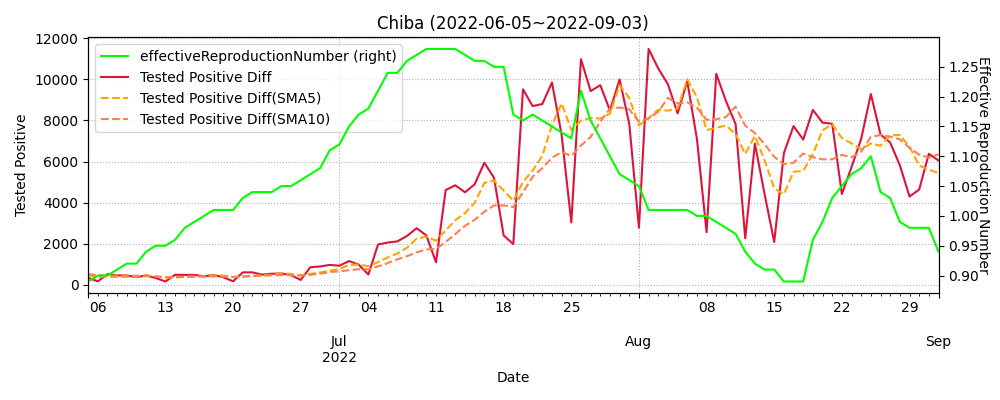 Chiba (2022-06-05~2022-09-03)
effectiveReproductionNumber (right)
Tested Positive Diff
Tested Positive Diff(SMA5)
Tested Positive Diff(SMA10)
Tested Positive
12000
10000
8000
6000
4000
2000
0
Effective Reproduction Number
1.25
1.20
1.15
1.10
1.05
1.00
0.95
0.90
06 13 20 27 04 11 18 25 08 15 22 29
Jul Aug Sep
2022
Date